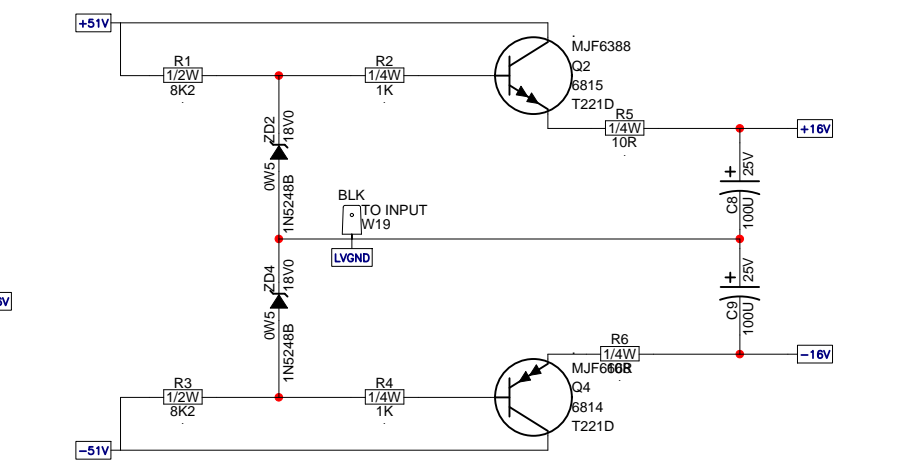 +51V
R1
1/2W
8K2
R2
1/4W
1K
MJF6388
Q2
6815
T221D
R5
1/4W
10R
+16V
ZD2
18V0
0W5
1N5248B
BLK
TO INPUT
W19
LVGND
+
25V
C8
100U
ZD4
18V0
0W5
1N5248B
+
25V
C9
100U
6V
R6
1/4W
-16V
Q4
6814
T221D
R3
1/2W
8K2
R4
1/4W
1K
-51V